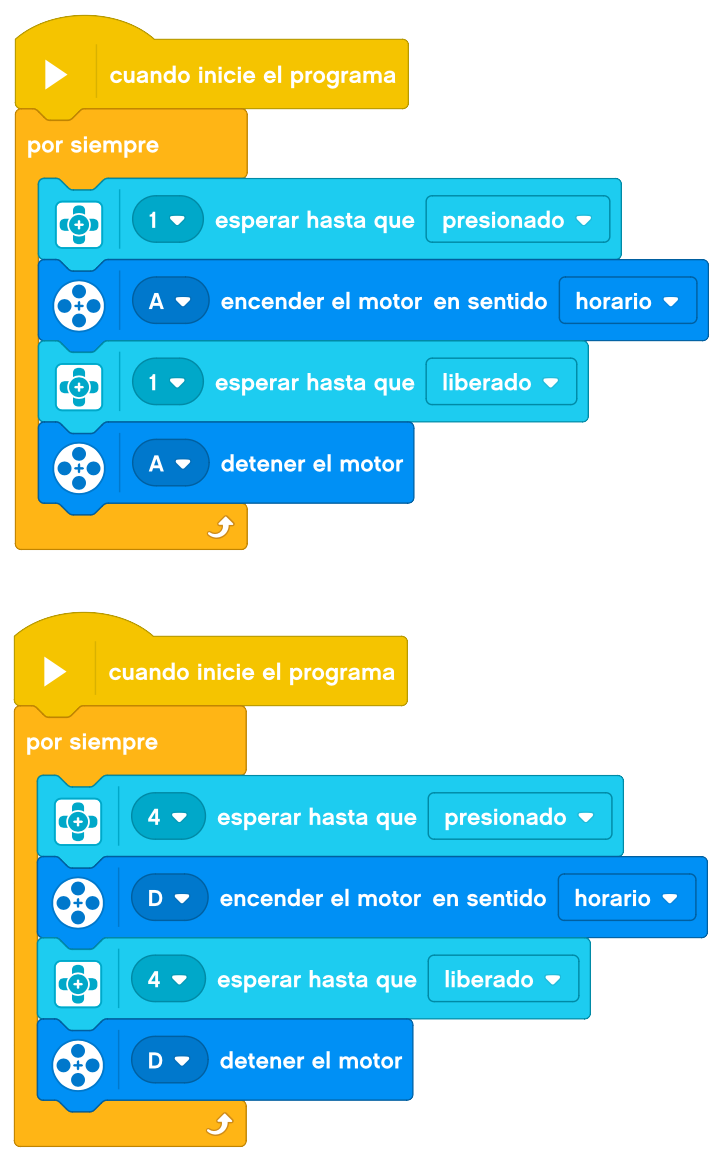 cuando inicie el programa
por siempre
1 esperar hasta que presionado
A encender el motor en sentido horario
1 esperar hasta que liberado
A detener el motor
cuando inicie el programa
por siempre
4 esperar hasta que presionado
D encender el motor en sentido horario
4 esperar hasta que liberado
D detener el motor